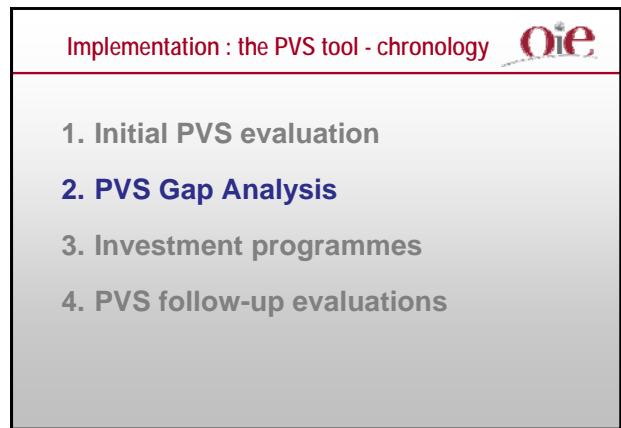 Implementation : the PVS tool - chronology
Oie
1. Initial PVS evaluation
2. PVS Gap Analysis
3. Investment programmes
4. PVS follow-up evaluations